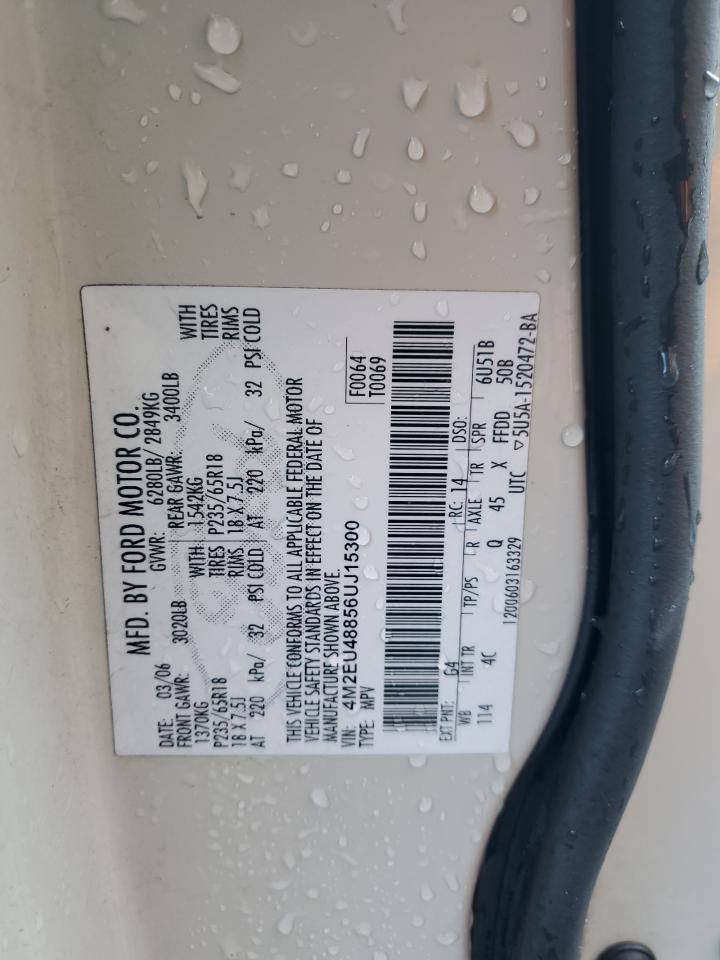 MFD. BY FORD MOTOR CO.
DATE: 03/06 GVWR: 6280LB/ 2849KG
FRONT GAWR: 3020LB REAR GAWR: 3400LB
1370KG WITH 1542KG WITH
P235/65R18 TIRES P235/65R18 TIRES
18 X 7.5J RIMS 18 X 7.5J RIMS
AT 220 kPa/ 32 PSI COLD AT 220 kPa/ 32 PSI COLD
THIS VEHICLE CONFORMS TO ALL APPLICABLE FEDERAL MOTOR
VEHICLE SAFETY STANDARDS IN EFFECT ON THE DATE OF
MANUFACTURE SHOWN ABOVE.
VIN: 4M2EU48856UJ15300 F0064
TYPE: MPV T0069
EXT PNT: G4 RC: 14 DSO:
WB INT TR TP/PS R AXLE TR SPR 6U51B
114 4C Q 45 X FFDD 50B
1200603163329 UTC ▽5U5A-1520472-BA